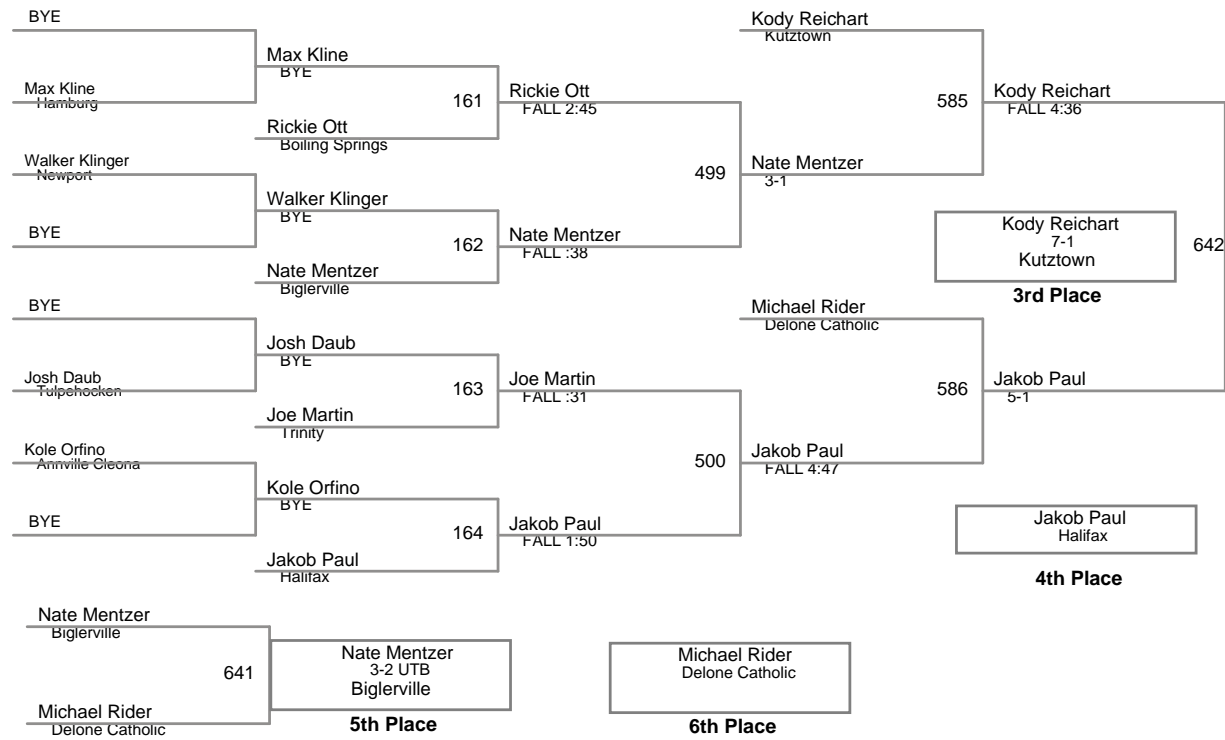 BYE
Max Kline
Hamburg
Walker Klinger
Newport
BYE
BYE
Josh Daub
Tulpehocken
Kole Orfino
Annville Cleona
BYE
Max Kline
BYE
161
Rickie Ott
Boiling Springs
Walker Klinger
BYE
162
Nate Mentzer
Biglerville
Josh Daub
BYE
163
Joe Martin
Trinity
Kole Orfino
BYE
164
Jakob Paul
Halifax
Rickie Ott
FALL 2:45
499
Nate Mentzer
FALL :38
Joe Martin
FALL :31
500
Jakob Paul
FALL 1:50
Kody Reichart
Kutztown
585
Nate Mentzer
3-1
Michael Rider
Delone Catholic
586
Jakob Paul
FALL 4:47
Kody Reichart
FALL 4:36
642
Jakob Paul
5-1
Kody Reichart
7-1
Kutztown
3rd Place
Jakob Paul
Halifax
4th Place
Nate Mentzer
Biglerville
641
Michael Rider
Delone Catholic
Nate Mentzer
3-2 UTB
Biglerville
5th Place
Michael Rider
Delone Catholic
6th Place